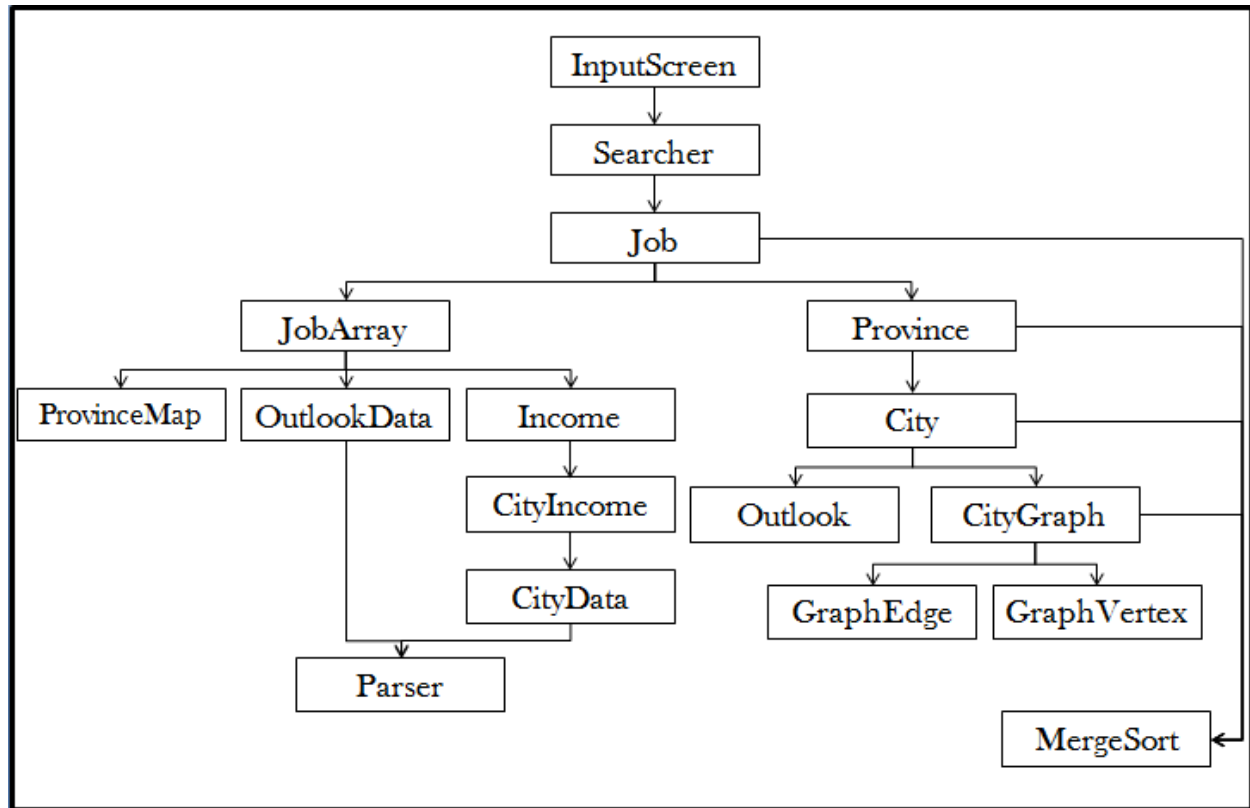 InputScreen
Searcher
Job
JobArray
Province
ProvinceMap
OutlookData
Income
City
CityIncome
Outlook
CityGraph
CityData
GraphEdge
GraphVertex
Parser
MergeSort